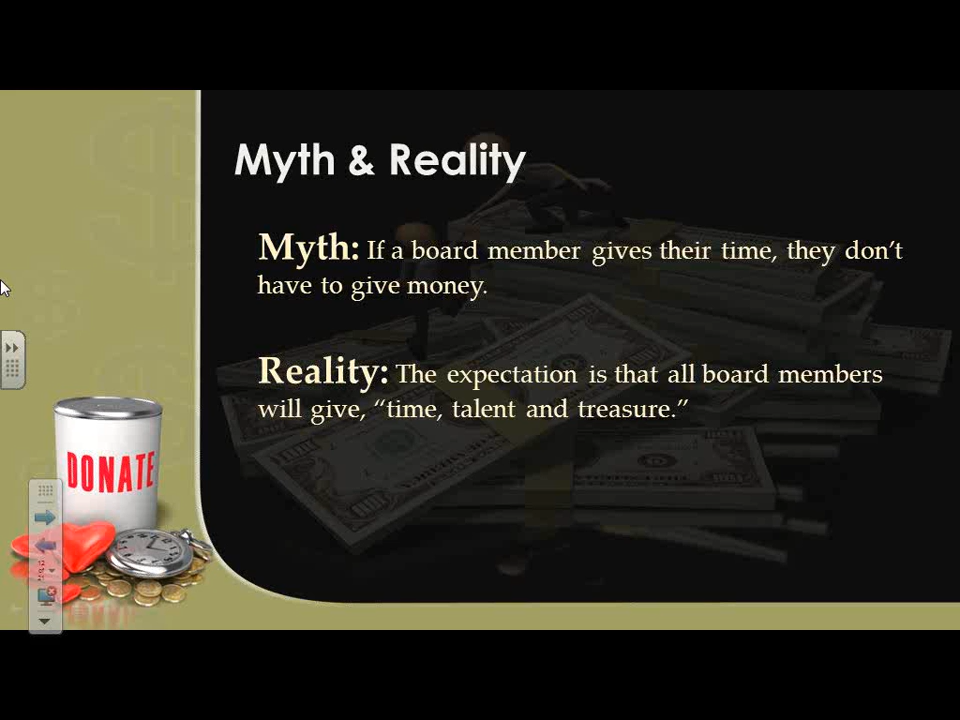 Myth & Reality
Myth: If a board member gives their time, they don’t
have to give money.
Reality: The expectation is that all board members
will give, “time, talent and treasure.”
DONATE